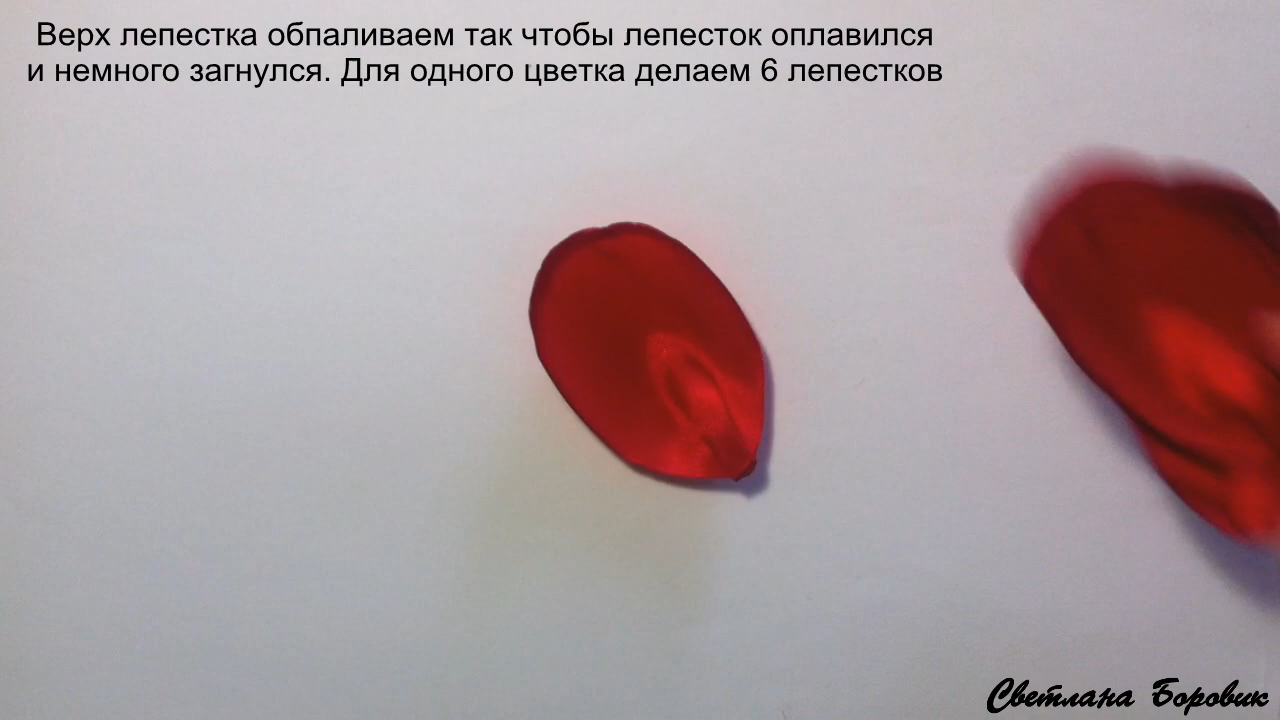 Верх лепестка обпаливаем так чтобы лепесток оплавился
и немного загнулся. Для одного цветка делаем 6 лепестков
Светлана Боровик